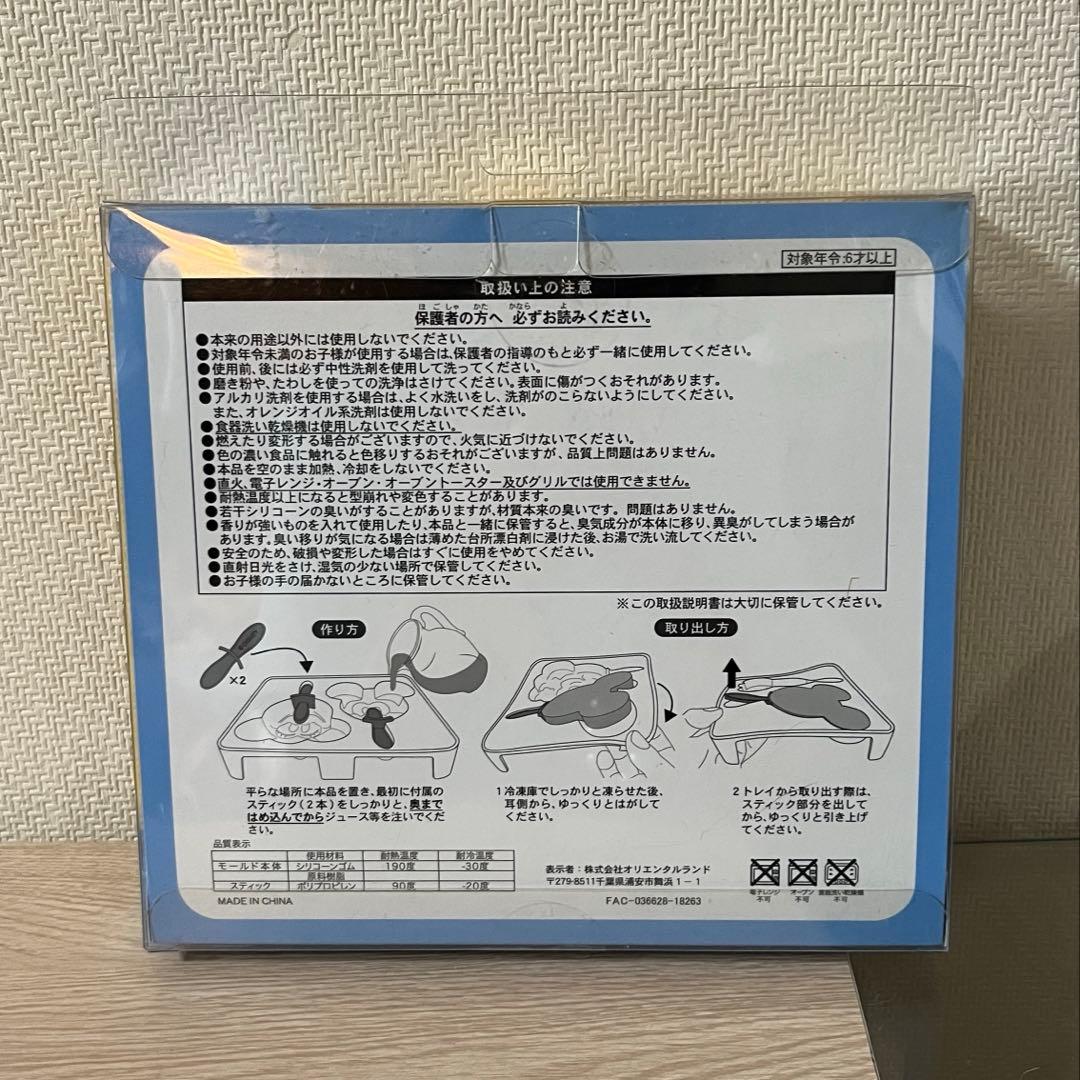 対象年令:6才以上
取扱い上の注意
ほごしゃ かた かなら よ
保護者の方へ 必ずお読みください。
●本来の用途以外には使用しないでください。
●対象年令未満のお子様が使用する場合は、保護者の指導のもと必ず一緒に使用してください。
●使用前、後には必ず中性洗剤を使用して洗ってください。
●磨き粉や、たわしを使っての洗浄はさけてください。表面に傷がつくおそれがあります。
●アルカリ洗剤を使用する場合は、よく水洗いをし、洗剤がのこらないようにしてください。
また、オレンジオイル系洗剤は使用しないでください。
●食器洗い乾燥機は使用しないでください。
●燃えたり変形する場合がございますので、火気に近づけないでください。
●色の濃い食品に触れると色移りするおそれがございますが、品質上問題はありません。
●本品を空のまま加熱、冷却をしないでください。
●直火、電子レンジ・オーブン・オーブントースター及びグリルでは使用できません。
●耐熱温度以上になると型崩れや変色することがあります。
●若干シリコーンの臭いがすることがありますが、材質本来の臭いです。問題はありません。
●香りが強いものを入れて使用したり、本品と一緒に保管すると、臭気成分が本体に移り、異臭がしてしまう場合が
あります。臭い移りが気になる場合は薄めた台所漂白剤に浸けた後、お湯で洗い流してください。
●安全のため、破損や変形した場合はすぐに使用をやめてください。
●直射日光をさけ、湿気の少ない場所で保管してください。
●お子様の手の届かないところに保管してください。
※この取扱説明書は大切に保管してください。
作り方
×2
平らな場所に本品を置き、最初に付属の
スティック(2本)をしっかりと、奥まで
はめ込んでからジュース等を注いでくだ
さい。
取り出し方
1 冷凍庫でしっかりと凍らせた後、
耳側から、ゆっくりとはがして
ください。
2 トレイから取り出す際は、
スティック部分を出して
から、ゆっくりと引き上げ
てください。
品質表示
使用材料 耐熱温度 耐冷温度
モールド本体 シリコーンゴム 190度 -30度
原料樹脂
スティック ポリプロピレン 90度 -20度
MADE IN CHINA
表示者:株式会社オリエンタルランド
〒279-8511千葉県浦安市舞浜1-1
FAC-036628-18263
電子レンジ 不可
オーブン 不可
食器洗い乾燥機 不可